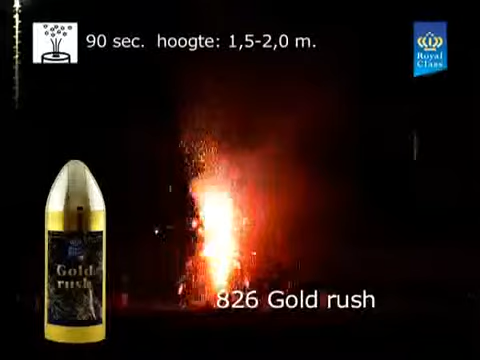 90 sec. hoogte: 1,5-2,0 m.
Royal
Class
Gold
rush
826 Gold rush